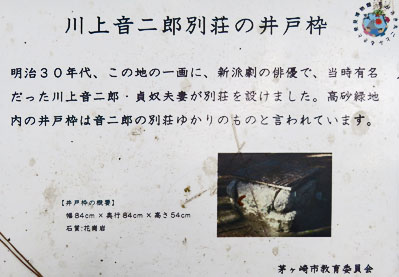 川上音二郎別荘の井戸枠
明治３０年代、この地の一画に、新派劇の俳優で、当時有名
だった川上音二郎・貞奴夫妻が別荘を設けました。高砂緑地
内の井戸枠は音二郎の別荘ゆかりのものと言われています。
【井戸枠の概要】
幅84cm×奥行84cm×高さ54cm
石質:花崗岩
茅ヶ崎市教育委員会